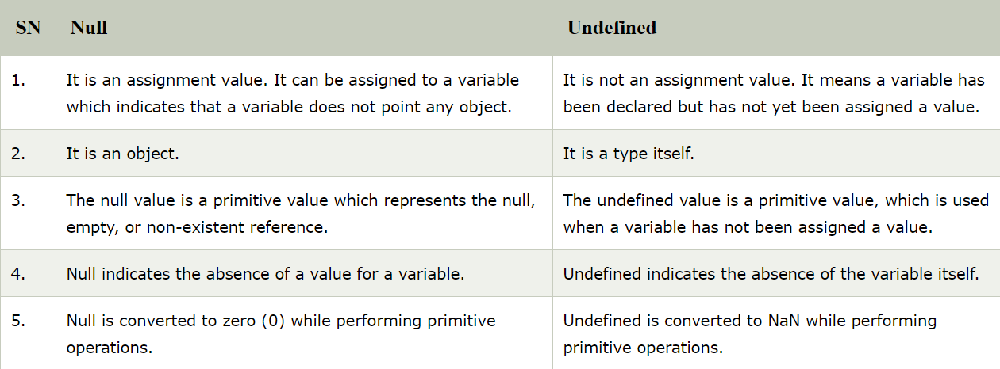 SN Null Undefined
1. It is an assignment value. It can be assigned to a variable
which indicates that a variable does not point any object.
It is not an assignment value. It means a variable has
been declared but has not yet been assigned a value.
2. It is an object. It is a type itself.
3. The null value is a primitive value which represents the null,
empty, or non-existent reference.
The undefined value is a primitive value, which is used
when a variable has not been assigned a value.
4. Null indicates the absence of a value for a variable. Undefined indicates the absence of the variable itself.
5. Null is converted to zero (0) while performing primitive
operations.
Undefined is converted to NaN while performing
primitive operations.